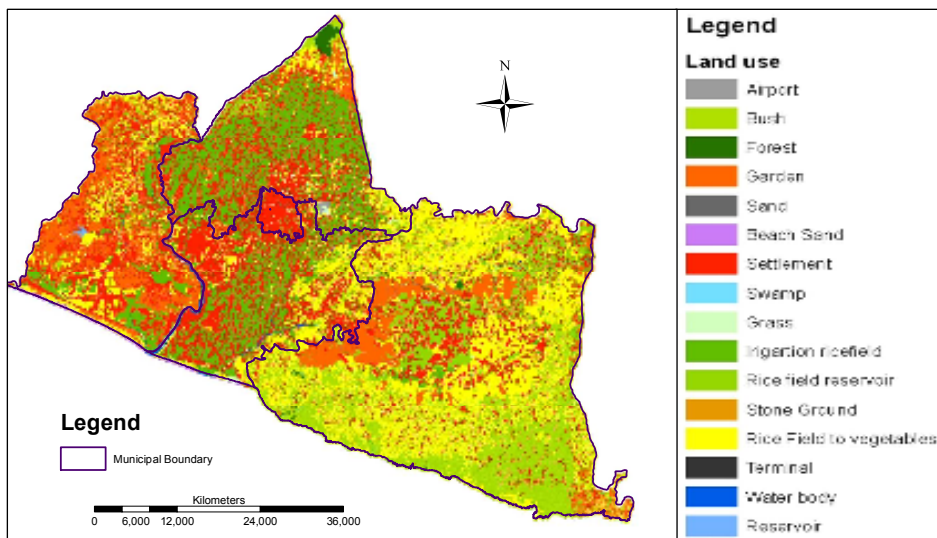 N
Legend
Municipal Boundary
Kilometers
0 6,000 12,000 24,000 36,000
Legend
Land use
Airport
Bush
Forest
Garden
Sand
Beach Sand
Settlement
Swamp
Grass
Irigartion ricefield
Rice field reservoir
Stone Ground
Rice Field to vegetables
Terminal
Water body
Reservoir